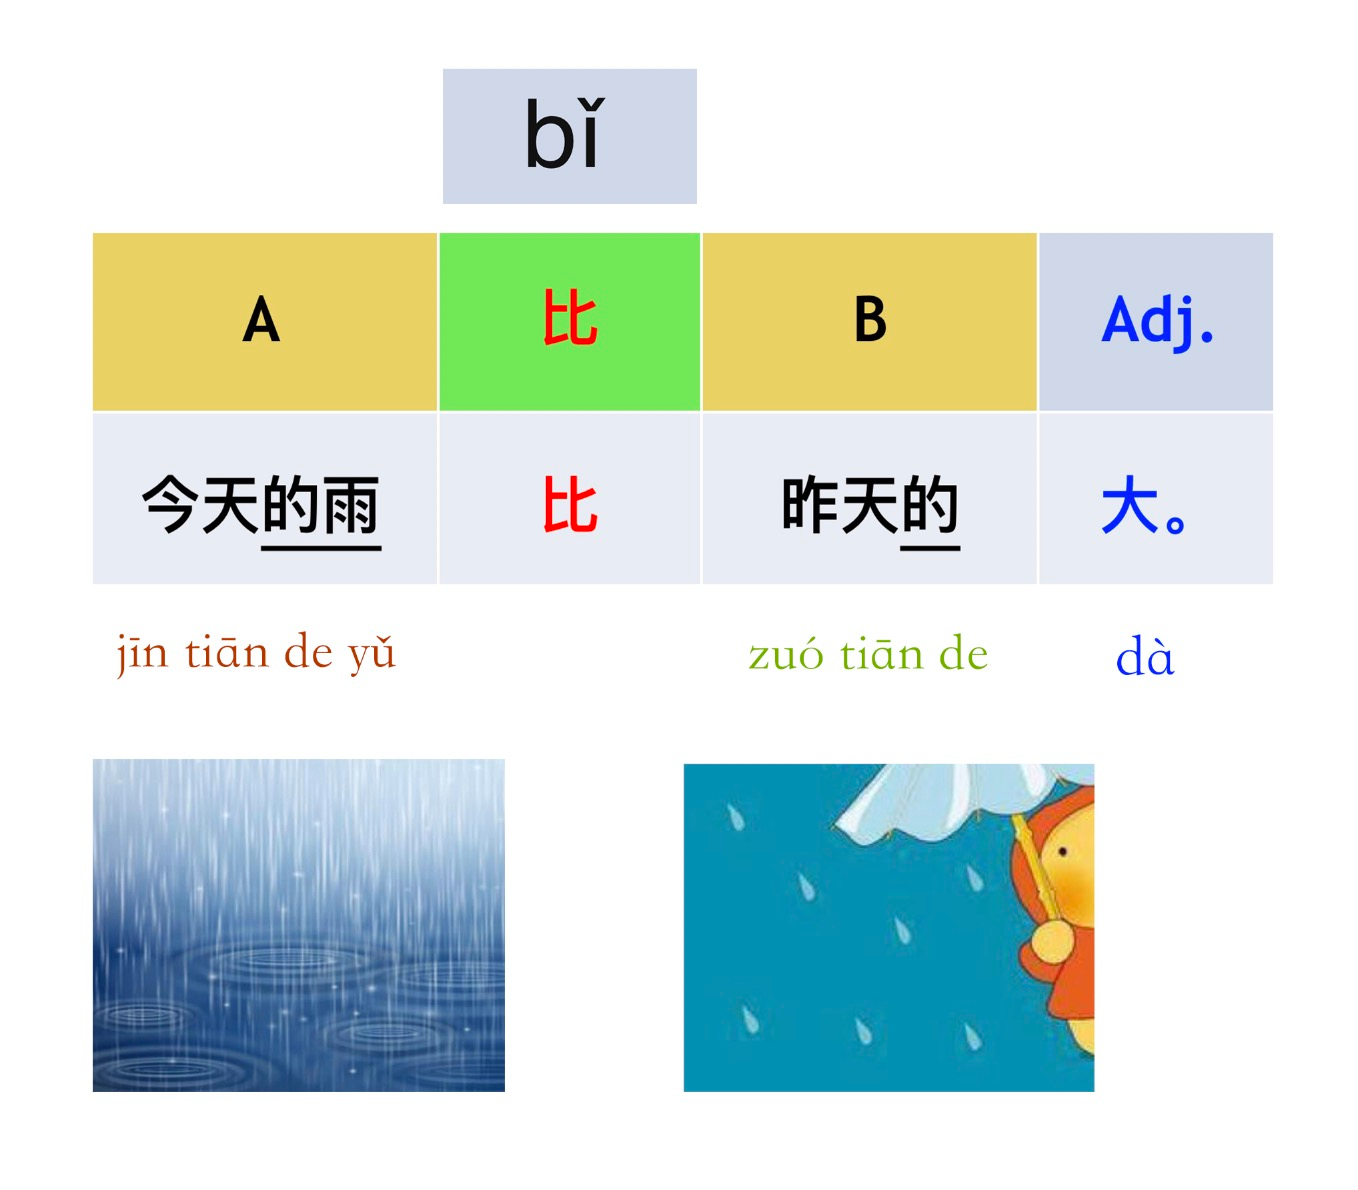 bǐ
A 比 B Adj.
今天的雨 比 昨天的 大。
jīn tiān de yǔ zuó tiān de dà